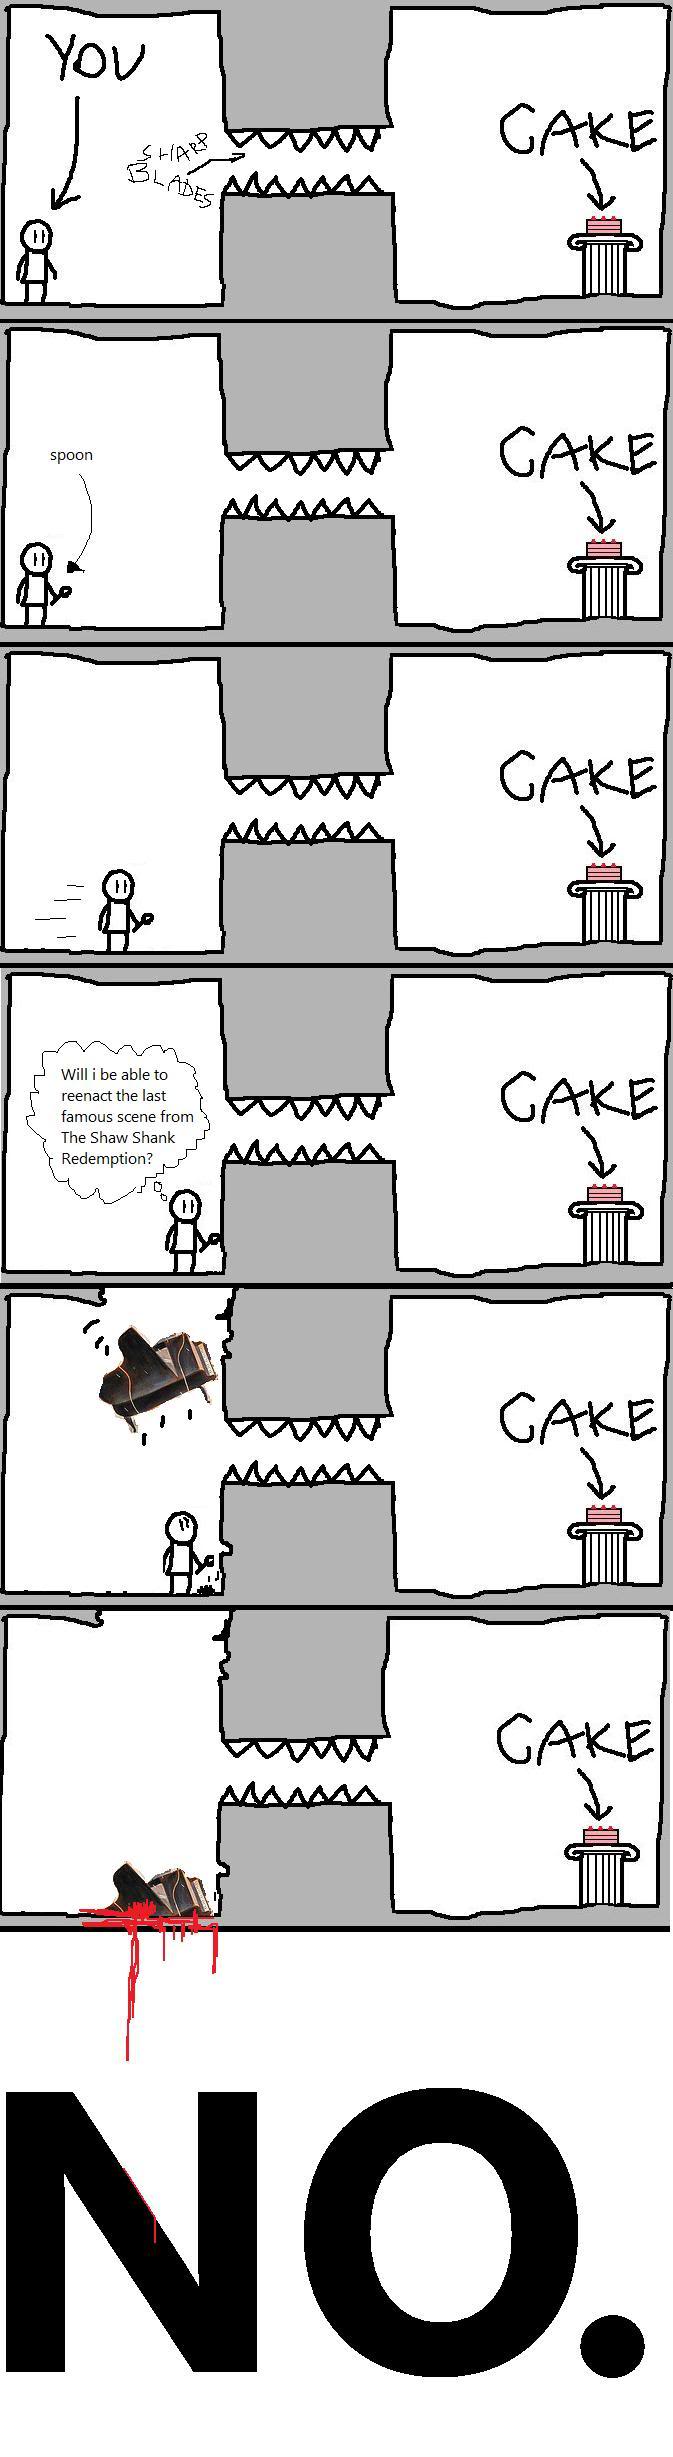 YOU
SHARP
BLADES
CAKE
spoon
CAKE
CAKE
Will i be able to
reenact the last
famous scene from
The Shaw Shank
Redemption?
CAKE
CAKE
CAKE
NO.